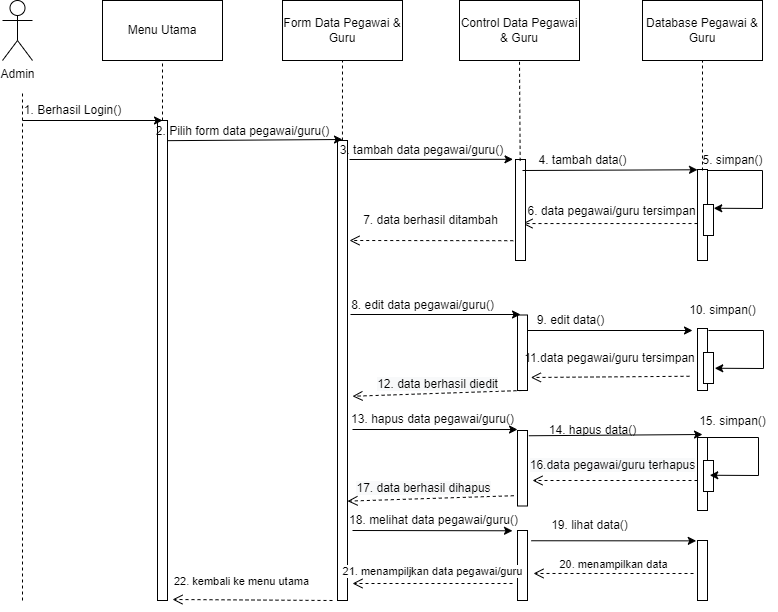 Menu Utama
Form Data Pegawai &
Guru
Control Data Pegawai
& Guru
Database Pegawai &
Guru
Admin
1. Berhasil Login()
2. Pilih form data pegawai/guru()
3. tambah data pegawai/guru()
4. tambah data()
5. simpan()
6. data pegawai/guru tersimpan
7. data berhasil ditambah
8. edit data pegawai/guru()
9. edit data()
10. simpan()
11.data pegawai/guru tersimpan
12. data berhasil diedit
13. hapus data pegawai/guru()
14. hapus data()
15. simpan()
16.data pegawai/guru terhapus
17. data berhasil dihapus
18. melihat data pegawai/guru()
19. lihat data()
20. menampilkan data
21. menampiljkan data pegawai/guru
22. kembali ke menu utama